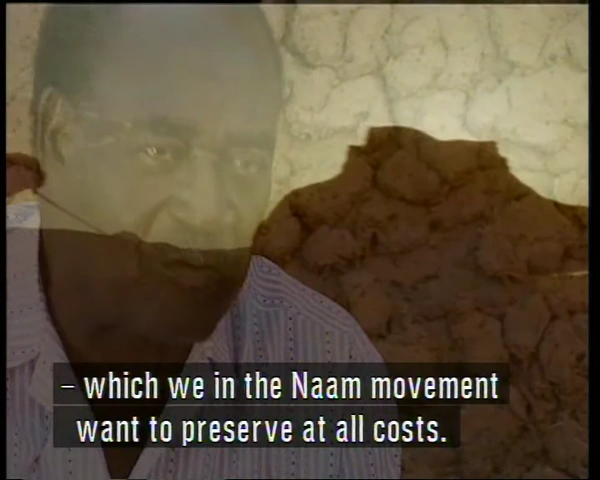 – which we in the Naam movement
want to preserve at all costs.